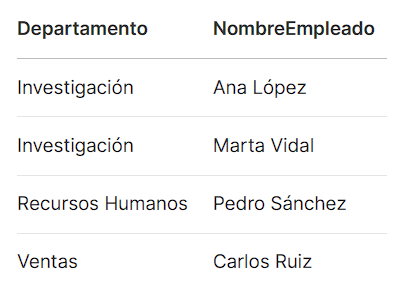 Departamento NombreEmpleado
Investigación Ana López
Investigación Marta Vidal
Recursos Humanos Pedro Sánchez
Ventas Carlos Ruiz